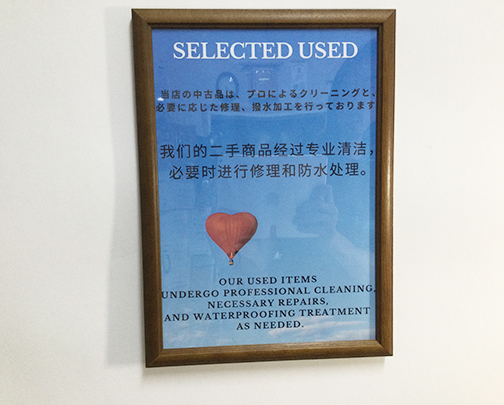 SELECTED USED
当店の中古品は、プロによるクリーニングと、
必要に応じた修理、撥水加工を行っております
我们的二手商品经过专业清洁，
必要时进行修理和防水处理。
OUR USED ITEMS
UNDERGO PROFESSIONAL CLEANING,
NECESSARY REPAIRS,
AND WATERPROOFING TREATMENT
AS NEEDED.